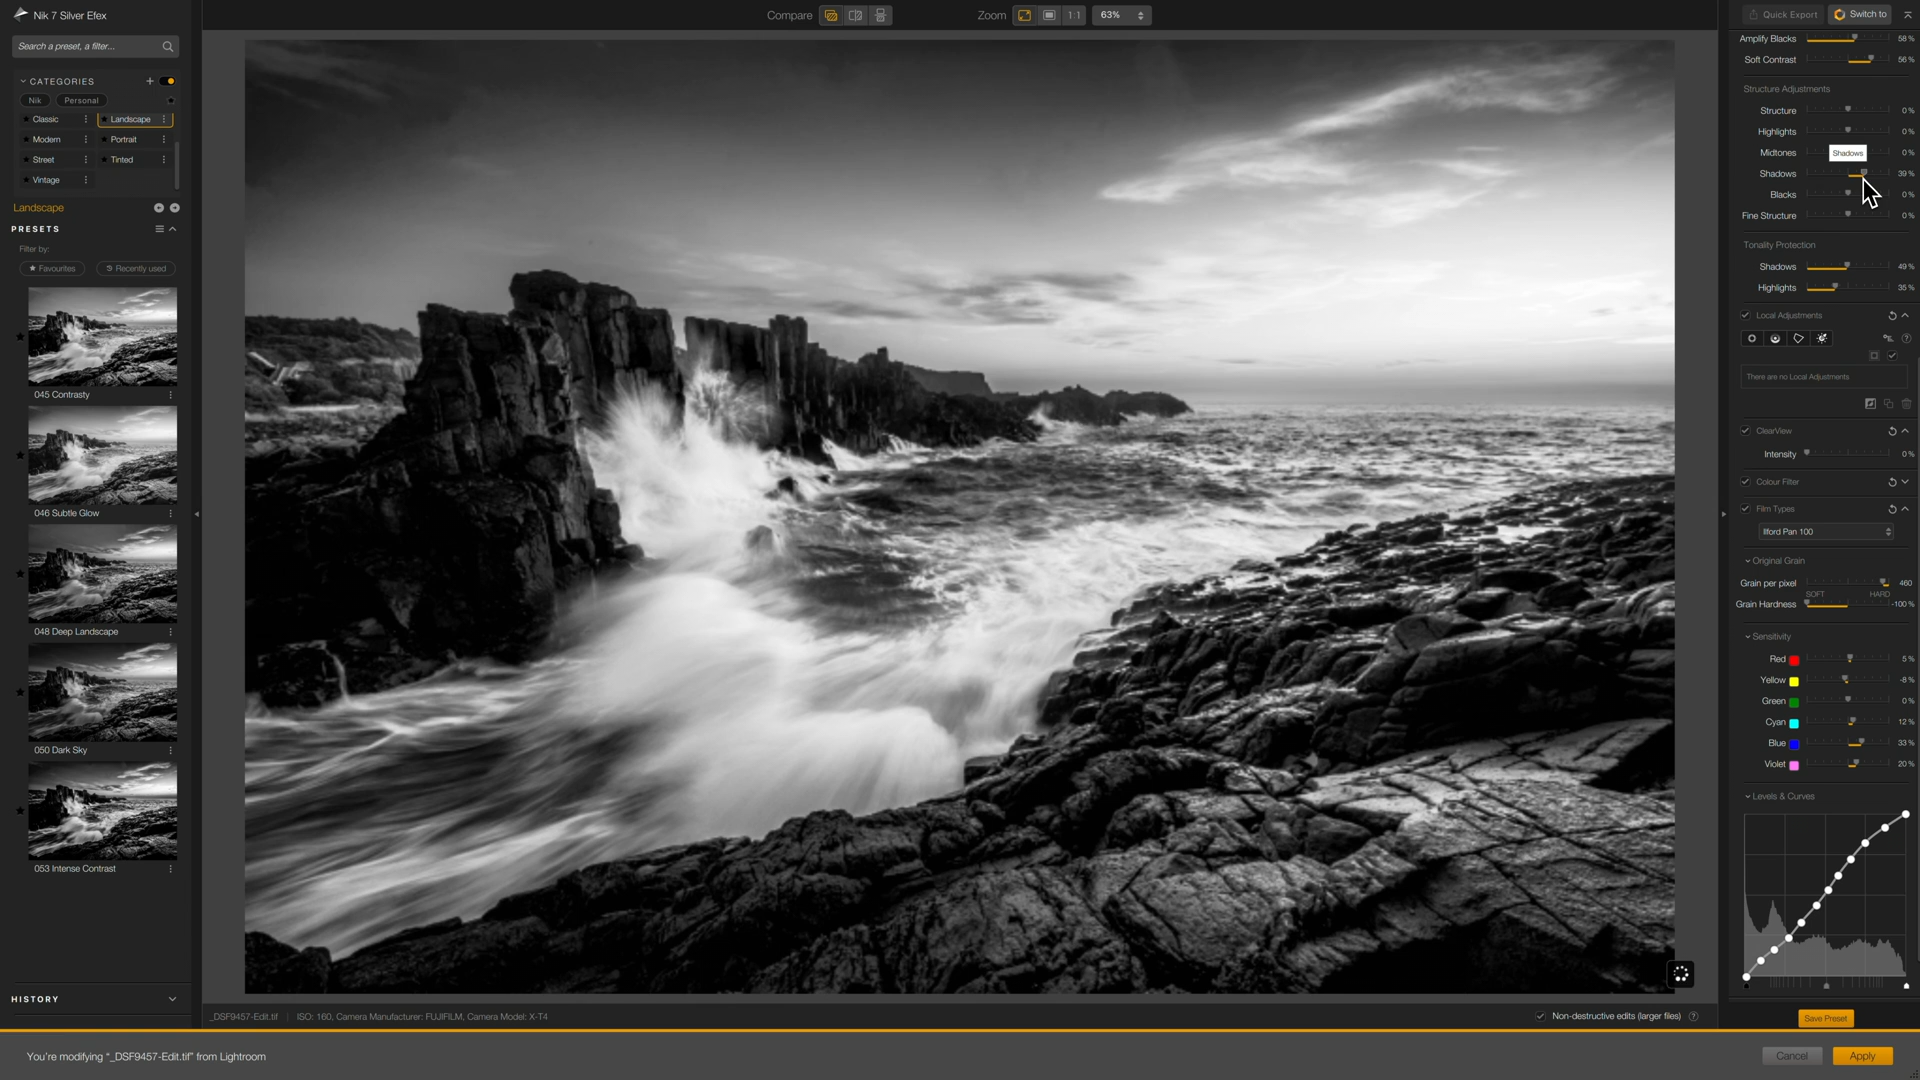 Nik 7 Silver Efex
Compare
Zoom
1:1
63%
Quick Export
Switch to
Search a preset, a filter...
CATEGORIES
Nik
Personal
Classic
Landscape
Modern
Portrait
Street
Tinted
Vintage
Landscape
PRESETS
Filter by:
Favourites
Recently used
045 Contrasty
046 Subtle Glow
048 Deep Landscape
050 Dark Sky
053 Intense Contrast
HISTORY
Amplify Blacks 58 %
Soft Contrast 56 %
Structure Adjustments
Structure 0 %
Highlights 0 %
Midtones 0 %
Shadows
Shadows 39 %
Blacks 0 %
Fine Structure 0 %
Tonality Protection
Shadows 49 %
Highlights 35 %
Local Adjustments
There are no Local Adjustments
ClearView
Intensity 0 %
Colour Filter
Film Types
Ilford Pan 100
Original Grain
Grain per pixel 460
SOFT HARD
Grain Hardness -100 %
Sensitivity
Red 5 %
Yellow -8 %
Green 0 %
Cyan 12 %
Blue 33 %
Violet 20 %
Levels & Curves
Save Preset
_DSF9457-Edit.tif
ISO: 160, Camera Manufacturer: FUJIFILM, Camera Model: X-T4
Non-destructive edits (larger files)
You're modifying "_DSF9457-Edit.tif" from Lightroom
Cancel
Apply